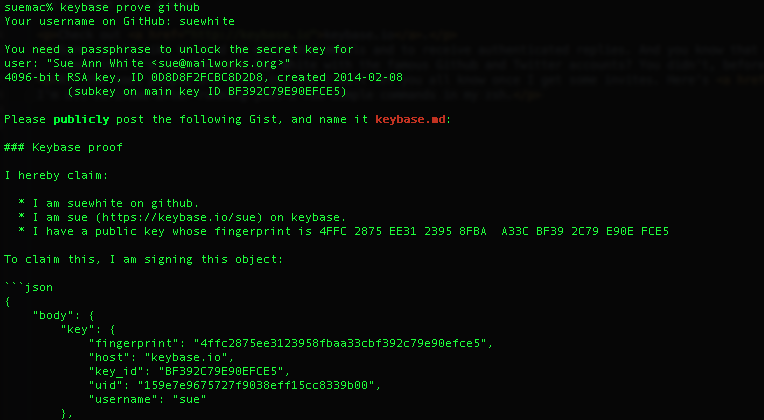 suemac% keybase prove github
Your username on GitHub: suewhite
You need a passphrase to unlock the secret key for
user: "Sue Ann White <sue@mailworks.org>"
4096-bit RSA key, ID 0D8D8F2FCBC8D2D8, created 2014-02-08
(subkey on main key ID BF392C79E90EFCE5)
Please publicly post the following Gist, and name it keybase.md:
### Keybase proof
I hereby claim:
* I am suewhite on github.
* I am sue (https://keybase.io/sue) on keybase.
* I have a public key whose fingerprint is 4FFC 2875 EE31 2395 8FBA  A33C BF39 2C79 E90E FCE5
To claim this, I am signing this object:
```json
{
"body": {
"key": {
"fingerprint": "4ffc2875ee3123958fbaa33cbf392c79e90efce5",
"host": "keybase.io",
"key_id": "BF392C79E90EFCE5",
"uid": "159e7e9675727f9038eff15cc8339b00",
"username": "sue"
},